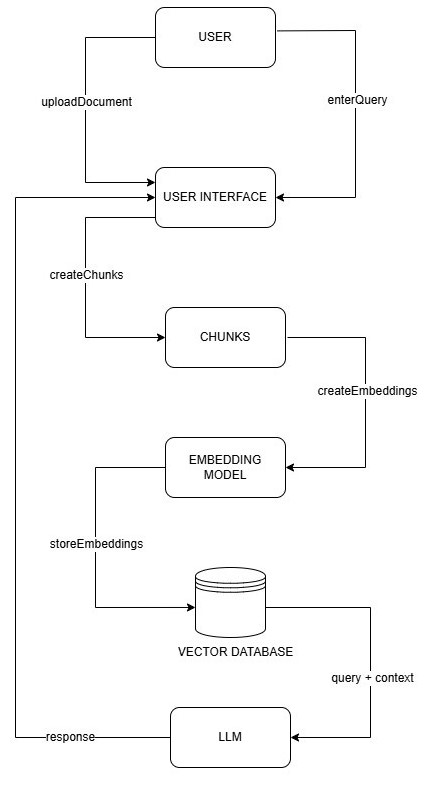 USER
uploadDocument
enterQuery
USER INTERFACE
createChunks
CHUNKS
createEmbeddings
EMBEDDING
MODEL
storeEmbeddings
VECTOR DATABASE
query + context
response
LLM